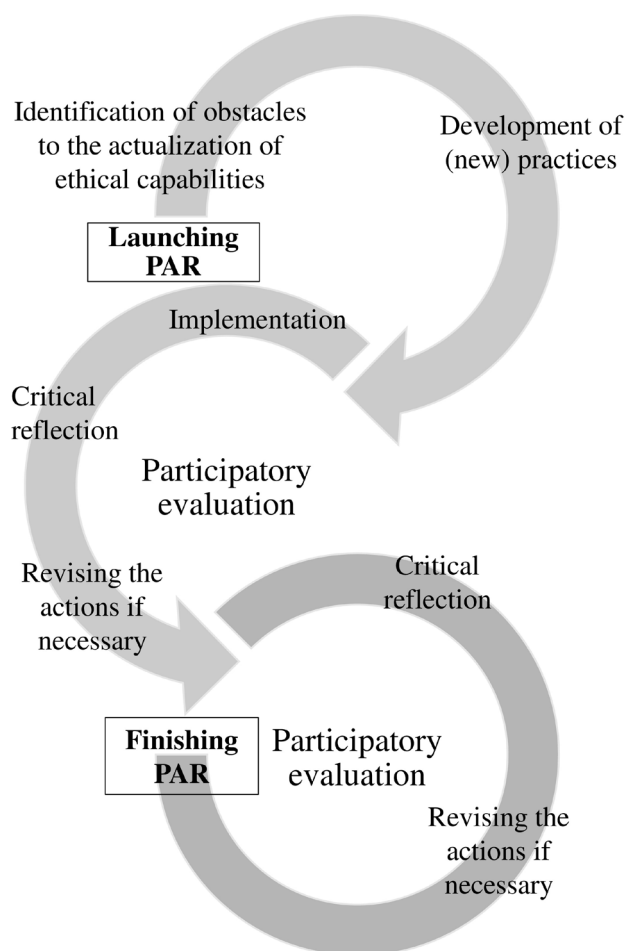 Identification of obstacles
to the actualization of
ethical capabilities
Development of
(new) practices
Launching
PAR
Implementation
Critical
reflection
Participatory
evaluation
Revising the
actions if
necessary
Critical
reflection
Finishing
PAR
Participatory
evaluation
Revising the
actions if
necessary